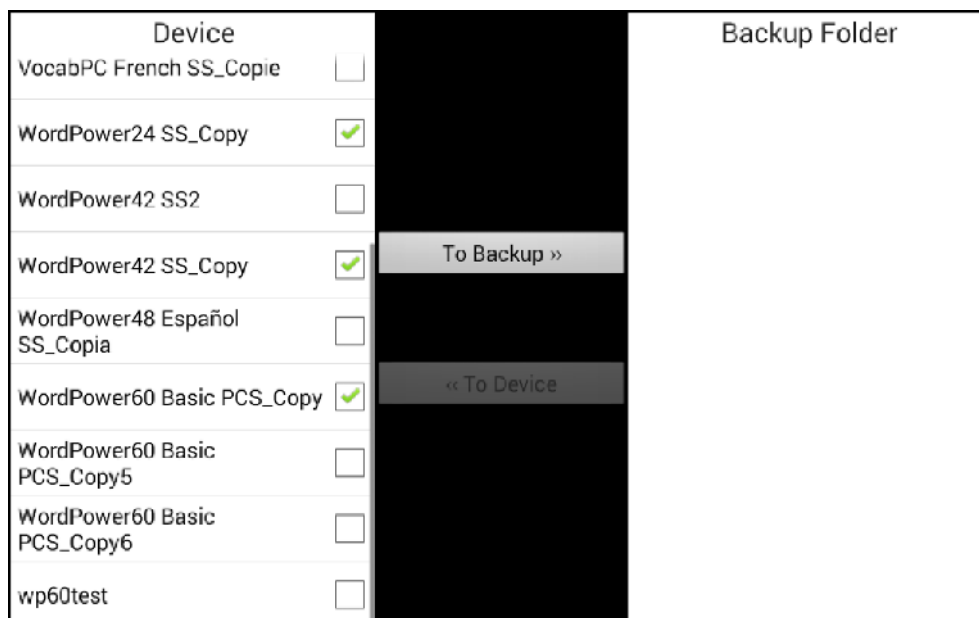 Device
VocabPC French SS_Copie
WordPower24 SS_Copy
WordPower42 SS2
WordPower42 SS_Copy
WordPower48 Español
SS_Copia
WordPower60 Basic PCS_Copy
WordPower60 Basic
PCS_Copy5
WordPower60 Basic
PCS_Copy6
wp60test
To Backup »
« To Device
Backup Folder